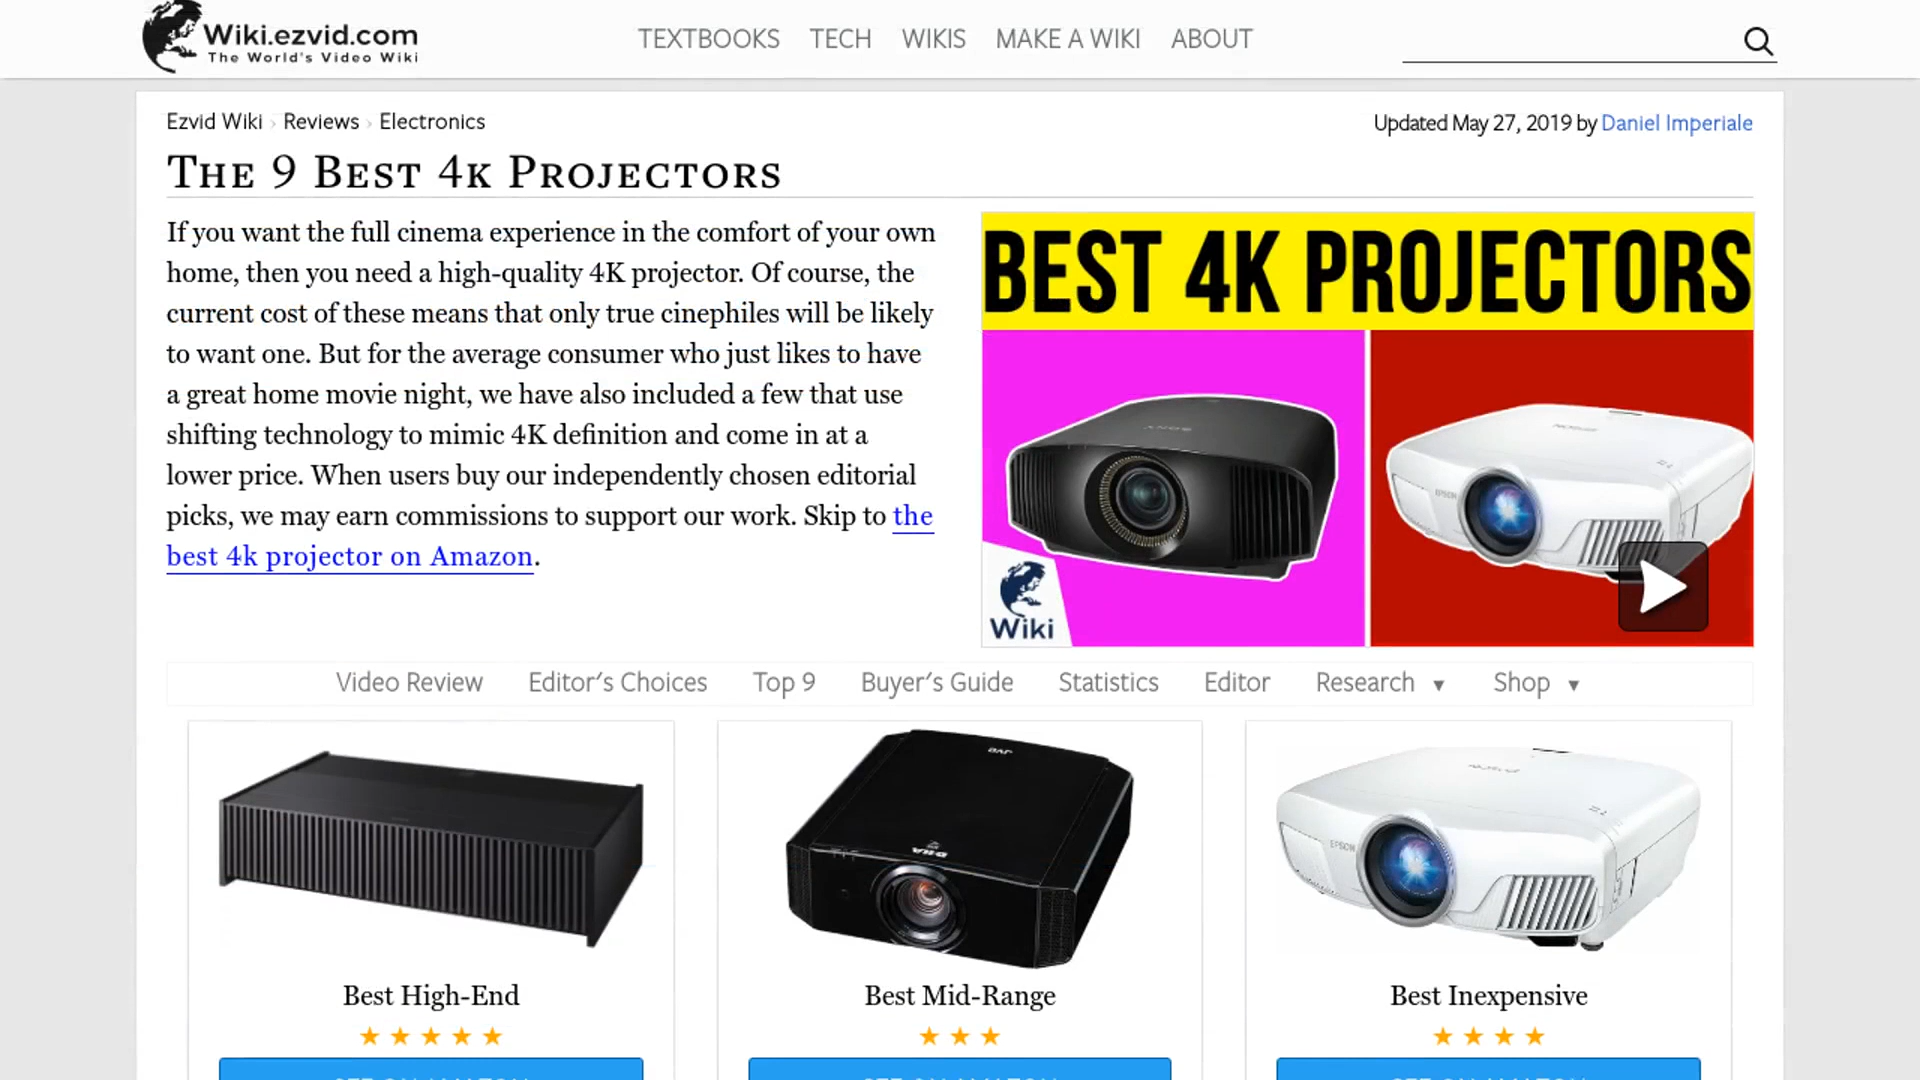 Wiki.ezvid.com
The World's Video Wiki
TEXTBOOKS TECH WIKIS MAKE A WIKI ABOUT
Ezvid Wiki › Reviews › Electronics
Updated May 27, 2019 by Daniel Imperiale
The 9 Best 4k Projectors
If you want the full cinema experience in the comfort of your own
home, then you need a high-quality 4K projector. Of course, the
current cost of these means that only true cinephiles will be likely
to want one. But for the average consumer who just likes to have
a great home movie night, we have also included a few that use
shifting technology to mimic 4K definition and come in at a
lower price. When users buy our independently chosen editorial
picks, we may earn commissions to support our work. Skip to the
best 4k projector on Amazon.
BEST 4K PROJECTORS
SONY
EPSON
EPSON
Wiki
Video Review Editor's Choices Top 9 Buyer's Guide Statistics Editor Research ▼ Shop ▼
JVC
D-ILA
EPSON
EPSON
Best High-End
Best Mid-Range
Best Inexpensive